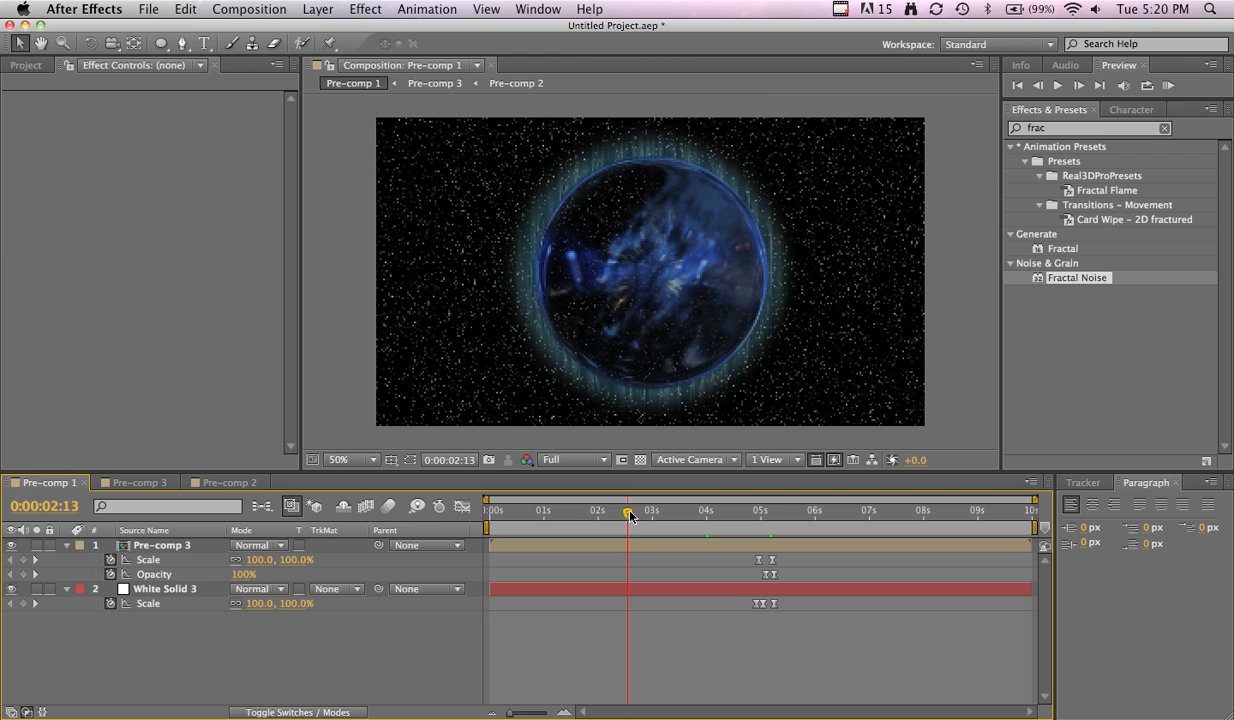 After Effects File Edit Composition Layer Effect Animation View Window Help 15 (99%) Tue 5:20 PM
Untitled Project.aep *
Workspace: Standard Search Help
Project Effect Controls: (none) Composition: Pre-comp 1 Info Audio Preview
Pre-comp 1 Pre-comp 3 Pre-comp 2
Effects & Presets Character
frac
* Animation Presets
Presets
Real3DProPresets
Fractal Flame
Transitions - Movement
Card Wipe - 2D fractured
Generate
Fractal
Noise & Grain
Fractal Noise
50% 0:00:02:13 Full Active Camera 1 View +0.0
Pre-comp 1 Pre-comp 3 Pre-comp 2 Tracker Paragraph
0:00:02:13
0:00s 01s 02s 03s 04s 05s 06s 07s 08s 09s 10s
# Source Name Mode T TrkMat Parent
0 px 0 px 0 px
0 px 0 px
1 Pre-comp 3 Normal None
Scale 100.0, 100.0%
Opacity 100%
2 White Solid 3 Normal None None
Scale 100.0, 100.0%
Toggle Switches / Modes